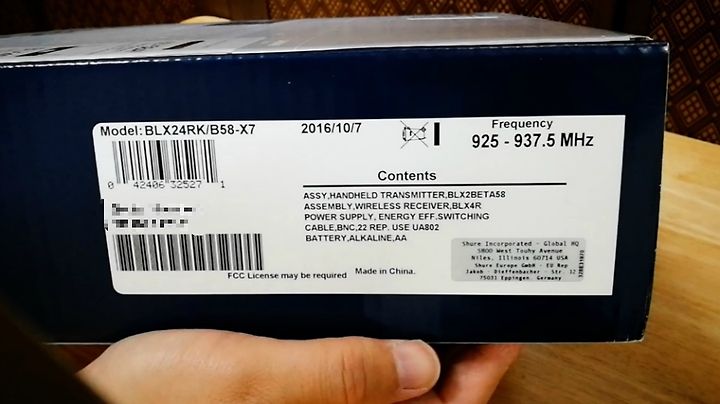 Model: BLX24RK/B58-X7
2016/10/7
Frequency
925 - 937.5 MHz
0 42406 32527 1
Contents
ASSY,HANDHELD TRANSMITTER,BLX2BETA58
ASSEMBLY,WIRELESS RECEIVER,BLX4R
POWER SUPPLY, ENERGY EFF.SWITCHING
CABLE,BNC,22 REP. USE UA802
BATTERY,ALKALINE,AA
FCC License may be required
Made in China.
Shure Incorporated - Global HQ
5800 West Touhy Avenue
Niles, Illinois 60714 USA
Shure Europe GmbH - EU Rep
Jakob - Dieffenbacher - Str. 12
75031 Eppingen, Germany